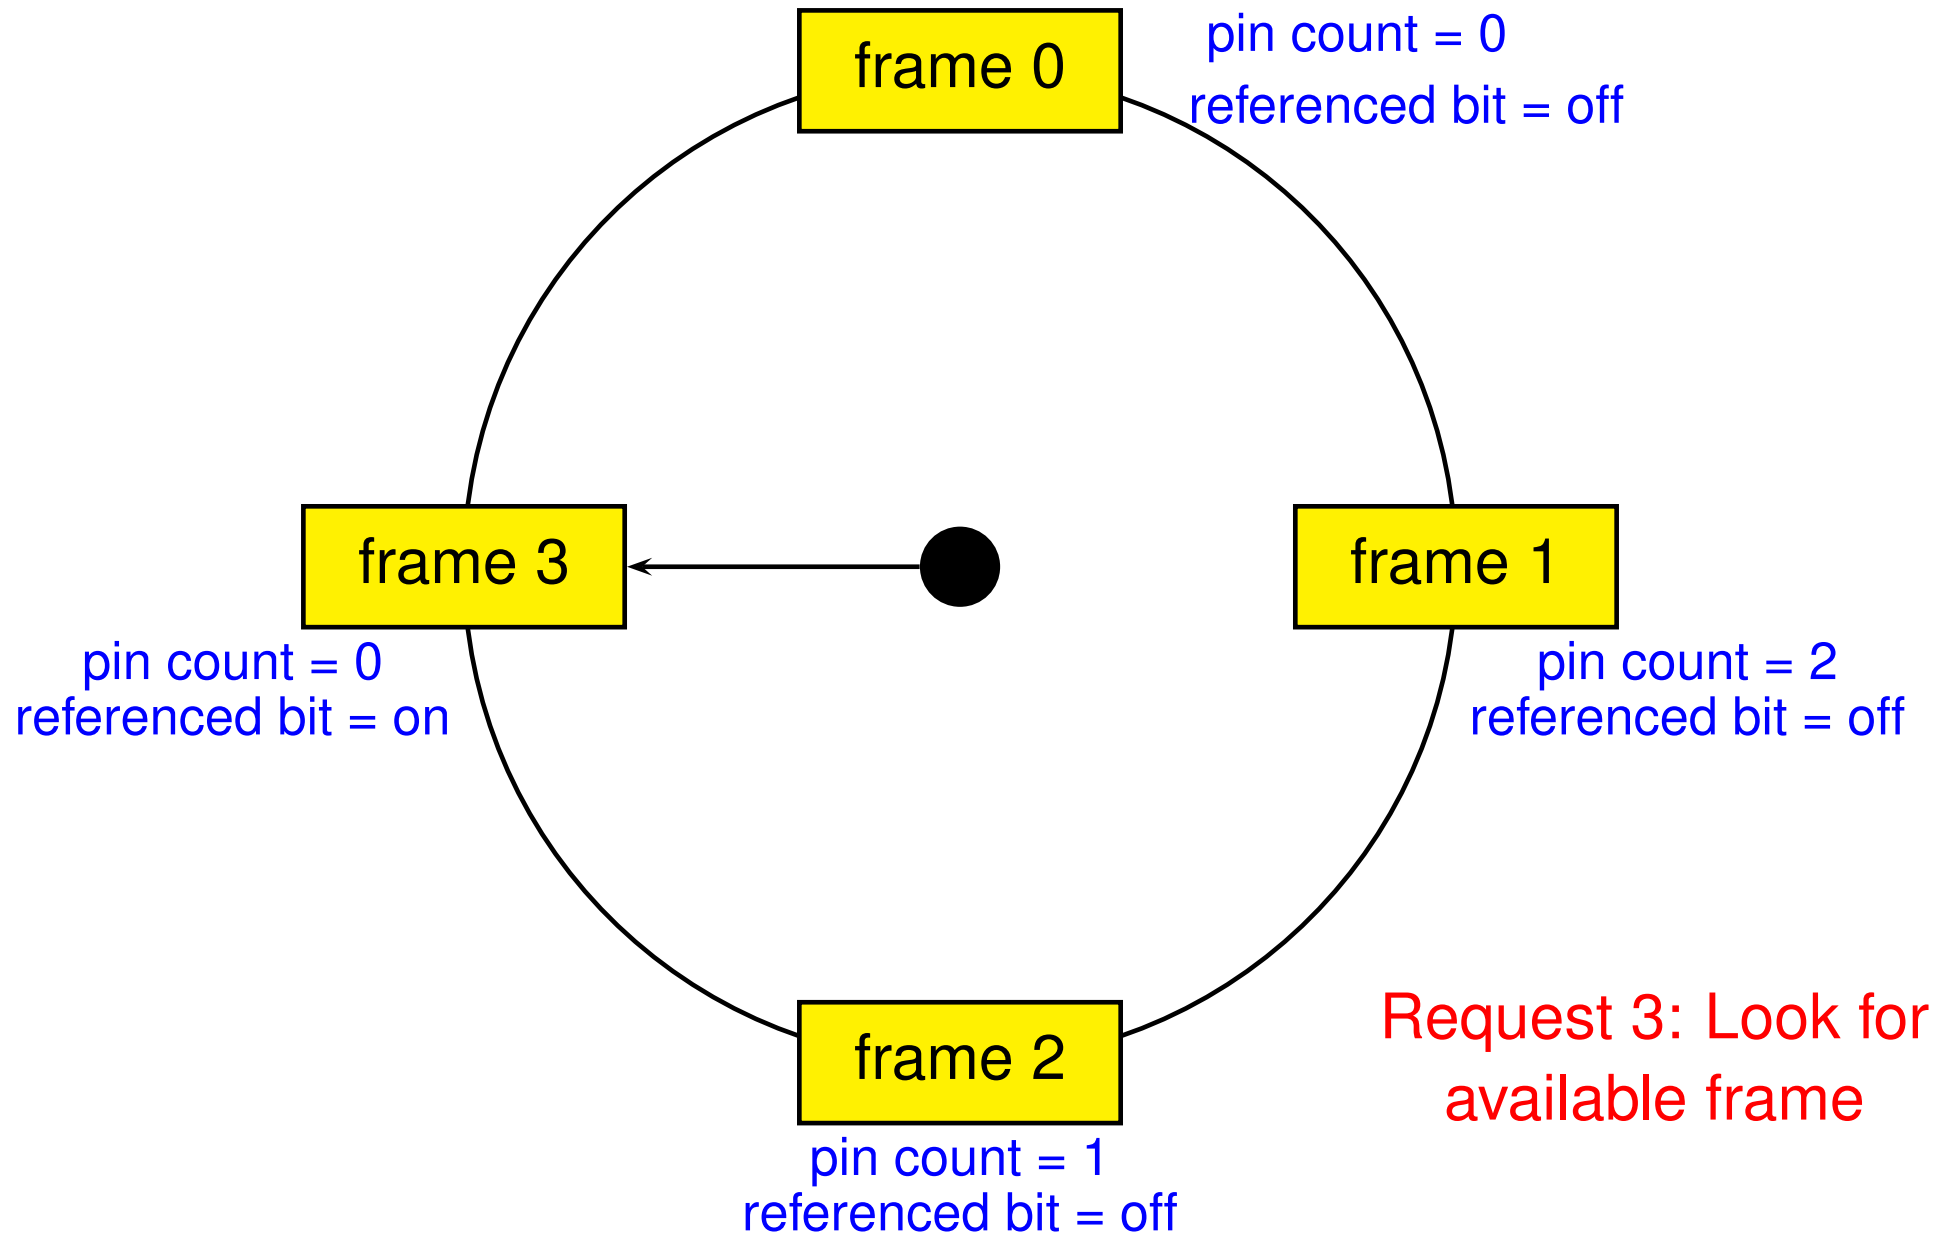 frame 0
pin count = 0
referenced bit = off
frame 3
pin count = 0
referenced bit = on
frame 1
pin count = 2
referenced bit = off
frame 2
pin count = 1
referenced bit = off
Request 3: Look for
available frame